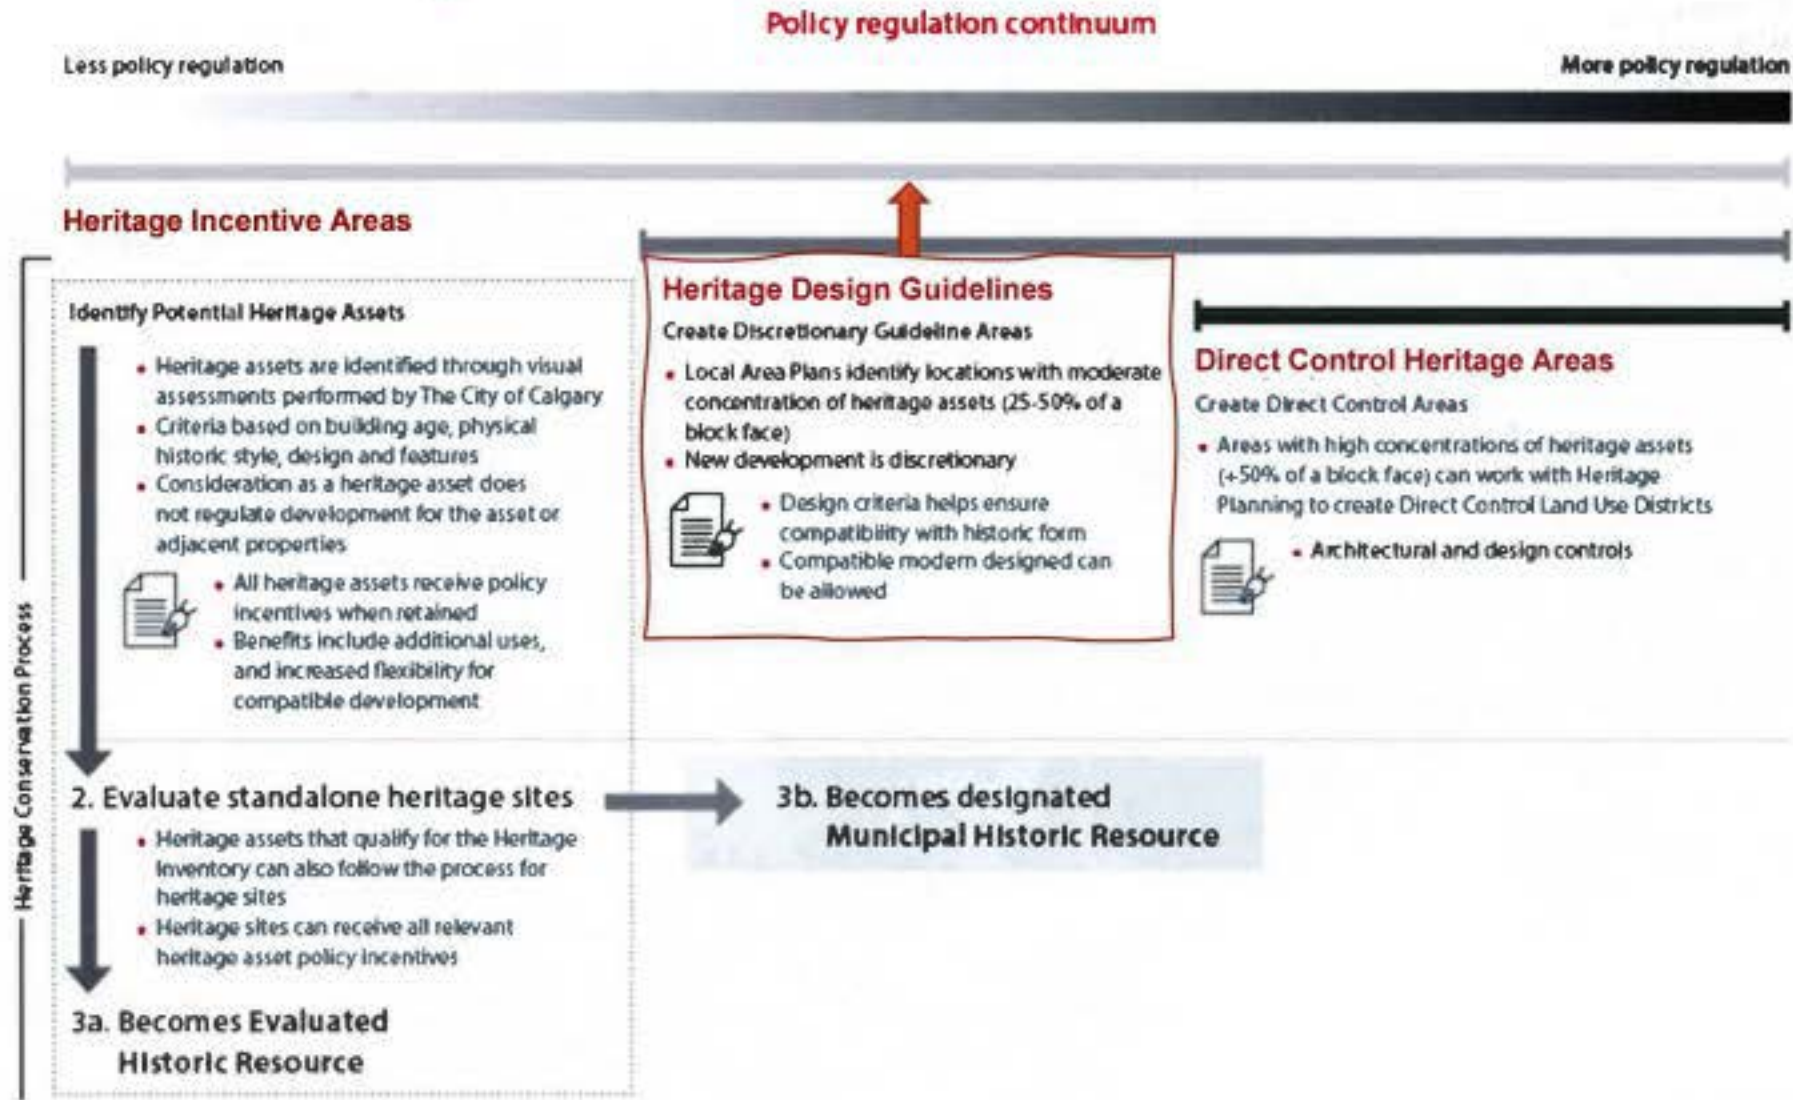 Policy regulation continuum
Less policy regulation
More policy regulation
Heritage Incentive Areas
Identify Potential Heritage Assets
• Heritage assets are identified through visual
assessments performed by The City of Calgary
• Criteria based on building age, physical
historic style, design and features
• Consideration as a heritage asset does
not regulate development for the asset or
adjacent properties
• All heritage assets receive policy
incentives when retained
• Benefits include additional uses,
and increased flexibility for
compatible development
Heritage Design Guidelines
Create Discretionary Guideline Areas
• Local Area Plans identify locations with moderate
concentration of heritage assets (25-50% of a
block face)
• New development is discretionary
• Design criteria helps ensure
compatibility with historic form
• Compatible modern designed can
be allowed
Direct Control Heritage Areas
Create Direct Control Areas
• Areas with high concentrations of heritage assets
(+50% of a block face) can work with Heritage
Planning to create Direct Control Land Use Districts
• Architectural and design controls
Heritage Conservation Process
2. Evaluate standalone heritage sites
• Heritage assets that qualify for the Heritage
Inventory can also follow the process for
heritage sites
• Heritage sites can receive all relevant
heritage asset policy incentives
3a. Becomes Evaluated
Historic Resource
3b. Becomes designated
Municipal Historic Resource